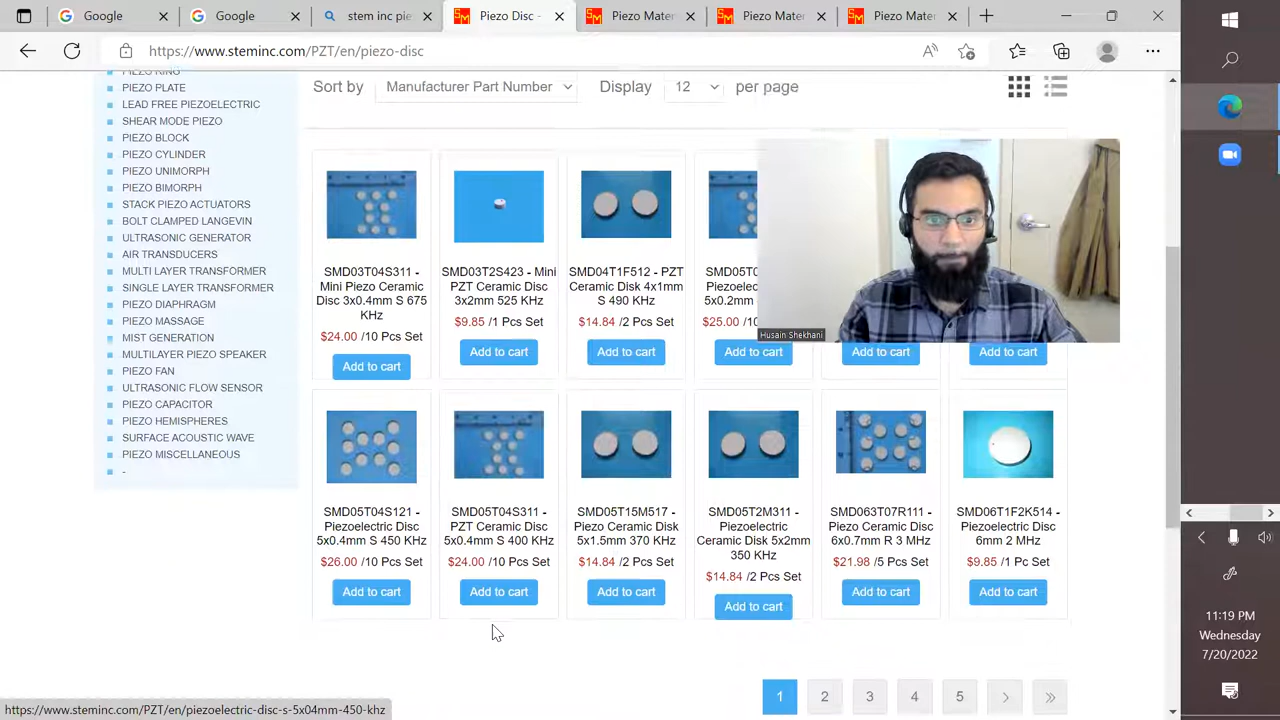 Google
Google
stem inc pie
Piezo Disc -
Piezo Mater
Piezo Mate
Piezo Mater
https://www.steminc.com/PZT/en/piezo-disc
Sort by
Manufacturer Part Number
Display
12
per page
PIEZO RING
PIEZO PLATE
LEAD FREE PIEZOELECTRIC
SHEAR MODE PIEZO
PIEZO BLOCK
PIEZO CYLINDER
PIEZO UNIMORPH
PIEZO BIMORPH
STACK PIEZO ACTUATORS
BOLT CLAMPED LANGEVIN
ULTRASONIC GENERATOR
AIR TRANSDUCERS
MULTI LAYER TRANSFORMER
SINGLE LAYER TRANSFORMER
PIEZO DIAPHRAGM
PIEZO MASSAGE
MIST GENERATION
MULTILAYER PIEZO SPEAKER
PIEZO FAN
ULTRASONIC FLOW SENSOR
PIEZO CAPACITOR
PIEZO HEMISPHERES
SURFACE ACOUSTIC WAVE
PIEZO MISCELLANEOUS
-
SMD03T04S311 -
Mini Piezo Ceramic
Disc 3x0.4mm S 675
KHz
$24.00 /10 Pcs Set
Add to cart
SMD03T2S423 - Mini
PZT Ceramic Disc
3x2mm 525 KHz
$9.85 /1 Pcs Set
Add to cart
SMD04T1F512 - PZT
Ceramic Disk 4x1mm
S 490 KHz
$14.84 /2 Pcs Set
Add to cart
SMD05T0
Piezoelect
5x0.2mm
$25.00 /1
Add to cart
Add to cart
Add to cart
Husain Shekhani
SMD05T04S121 -
Piezoelectric Disc
5x0.4mm S 450 KHz
$26.00 /10 Pcs Set
Add to cart
SMD05T04S311 -
PZT Ceramic Disc
5x0.4mm S 400 KHz
$24.00 /10 Pcs Set
Add to cart
SMD05T15M517 -
Piezo Ceramic Disk
5x1.5mm 370 KHz
$14.84 /2 Pcs Set
Add to cart
SMD05T2M311 -
Piezoelectric
Ceramic Disk 5x2mm
350 KHz
$14.84 /2 Pcs Set
Add to cart
SMD063T07R111 -
Piezo Ceramic Disc
6x0.7mm R 3 MHz
$21.98 /5 Pcs Set
Add to cart
SMD06T1F2K514 -
Piezoelectric Disc
6mm 2 MHz
$9.85 /1 Pc Set
Add to cart
1
2
3
4
5
https://www.steminc.com/PZT/en/piezoelectric-disc-s-5x04mm-450-khz
11:19 PM
Wednesday
7/20/2022